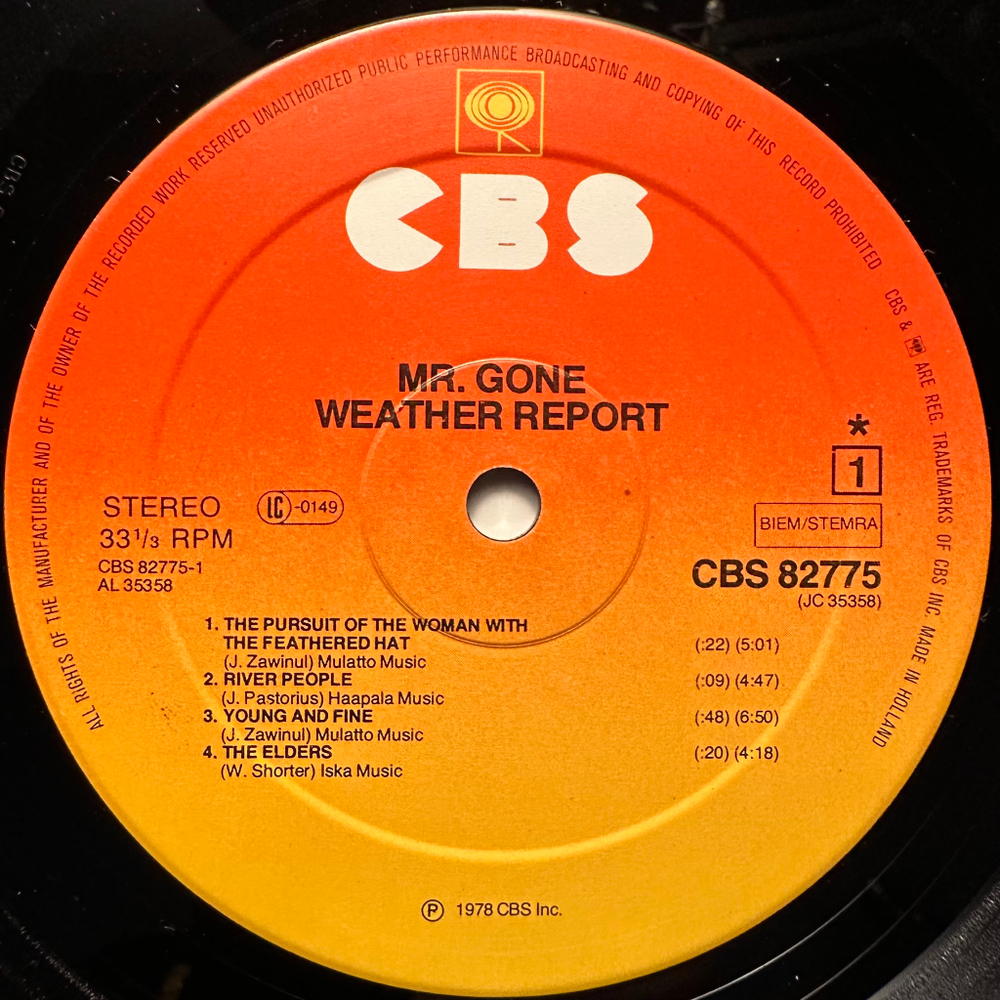 ALL RIGHTS OF THE MANUFACTURER AND OF THE OWNER OF THE RECORDED WORK RESERVED UNAUTHORIZED PUBLIC PERFORMANCE BROADCASTING AND COPYING OF THIS RECORD PROHIBITED CBS & ARE REG. TRADEMARKS OF CBS INC. MADE IN HOLLAND
CBS
MR. GONE
WEATHER REPORT
*
1
STEREO LC-0149
33 1/3 RPM
BIEM/STEMRA
CBS 82775-1
AL 35358
CBS 82775
(JC 35358)
1. THE PURSUIT OF THE WOMAN WITH
THE FEATHERED HAT (:22) (5:01)
(J. Zawinul) Mulatto Music
2. RIVER PEOPLE (:09) (4:47)
(J. Pastorius) Haapala Music
3. YOUNG AND FINE (:48) (6:50)
(J. Zawinul) Mulatto Music
4. THE ELDERS (:20) (4:18)
(W. Shorter) Iska Music
Ⓟ 1978 CBS Inc.